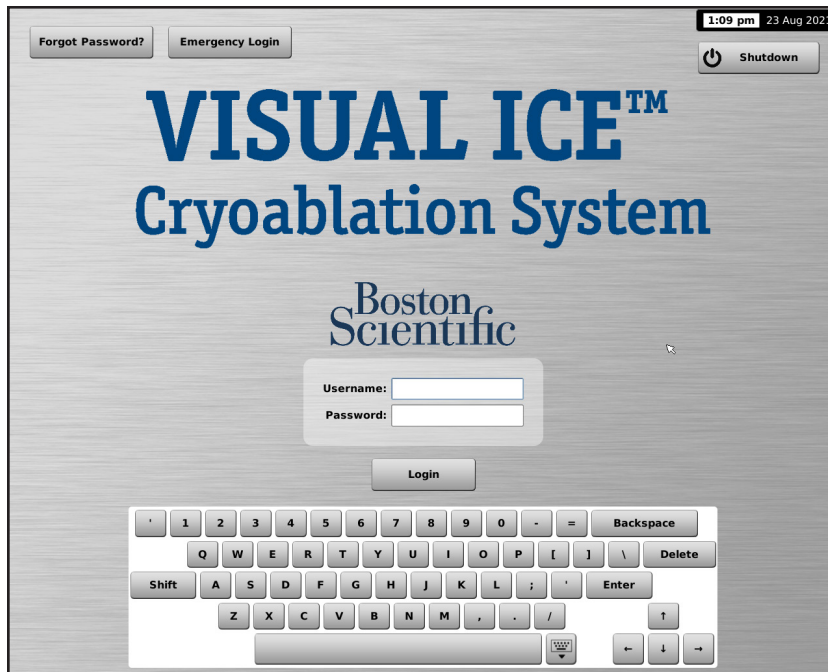 Forgot Password? Emergency Login 1:09 pm 23 Aug 2021
Shutdown
VISUAL ICE™
Cryoablation System
Boston
Scientific
Username:
Password:
Login
' 1 2 3 4 5 6 7 8 9 0 - = Backspace
Q W E R T Y U I O P [ ] \ Delete
Shift A S D F G H J K L ; ' Enter
Z X C V B N M , . / ↑
← ↓ →